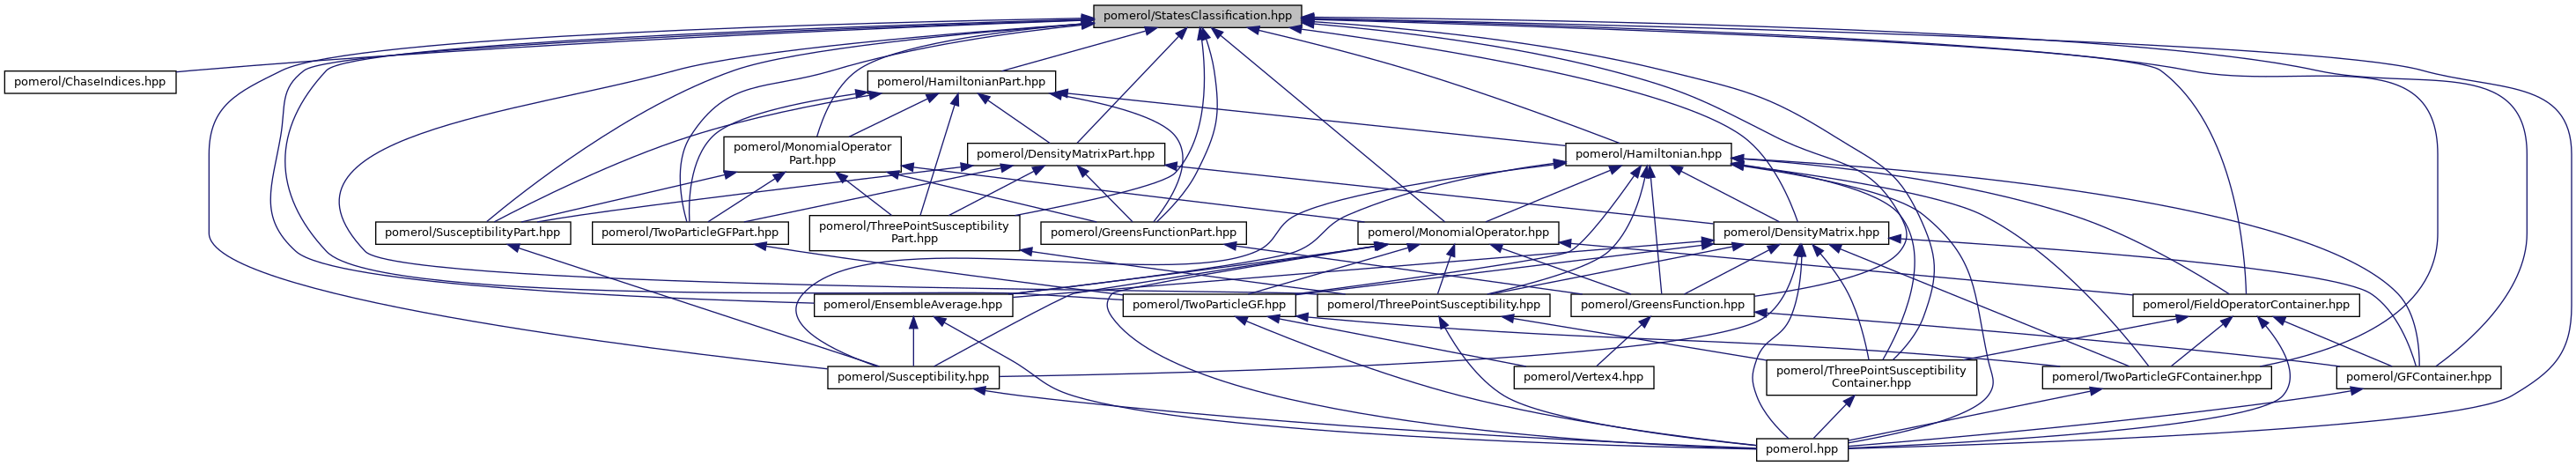 pomerol/StatesClassification.hpp
pomerol/ChaseIndices.hpp
pomerol/HamiltonianPart.hpp
pomerol/MonomialOperator
Part.hpp
pomerol/DensityMatrixPart.hpp
pomerol/Hamiltonian.hpp
pomerol/SusceptibilityPart.hpp
pomerol/TwoParticleGFPart.hpp
pomerol/ThreePointSusceptibility
Part.hpp
pomerol/GreensFunctionPart.hpp
pomerol/MonomialOperator.hpp
pomerol/DensityMatrix.hpp
pomerol/EnsembleAverage.hpp
pomerol/TwoParticleGF.hpp
pomerol/ThreePointSusceptibility.hpp
pomerol/GreensFunction.hpp
pomerol/FieldOperatorContainer.hpp
pomerol/Susceptibility.hpp
pomerol/Vertex4.hpp
pomerol/ThreePointSusceptibility
Container.hpp
pomerol/TwoParticleGFContainer.hpp
pomerol/GFContainer.hpp
pomerol.hpp